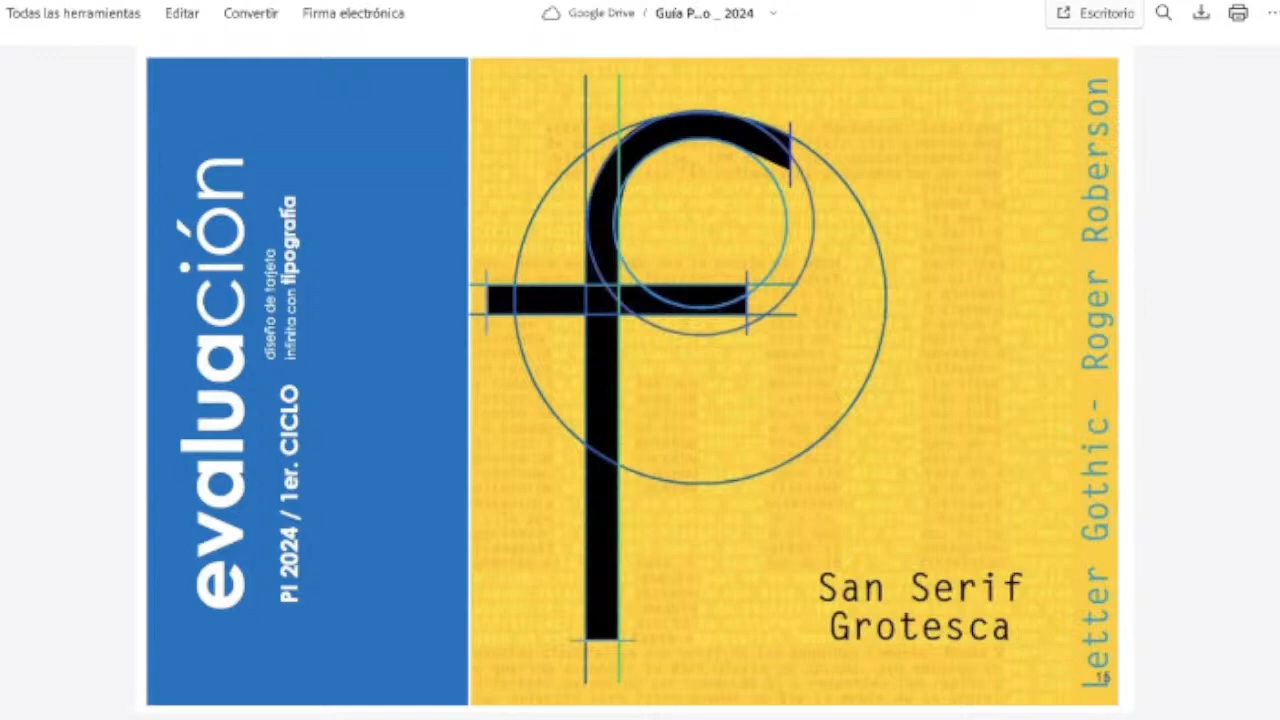 Todas las herramientas Editar Convertir Firma electrónica Google Drive / Guía P...o _ 2024 Escritorio
evaluación
PI 2024 / 1er. CICLO
diseño de tarjeta
infinita con tipografía
f
San Serif
Grotesca
Letter Gothic- Roger Roberson
16